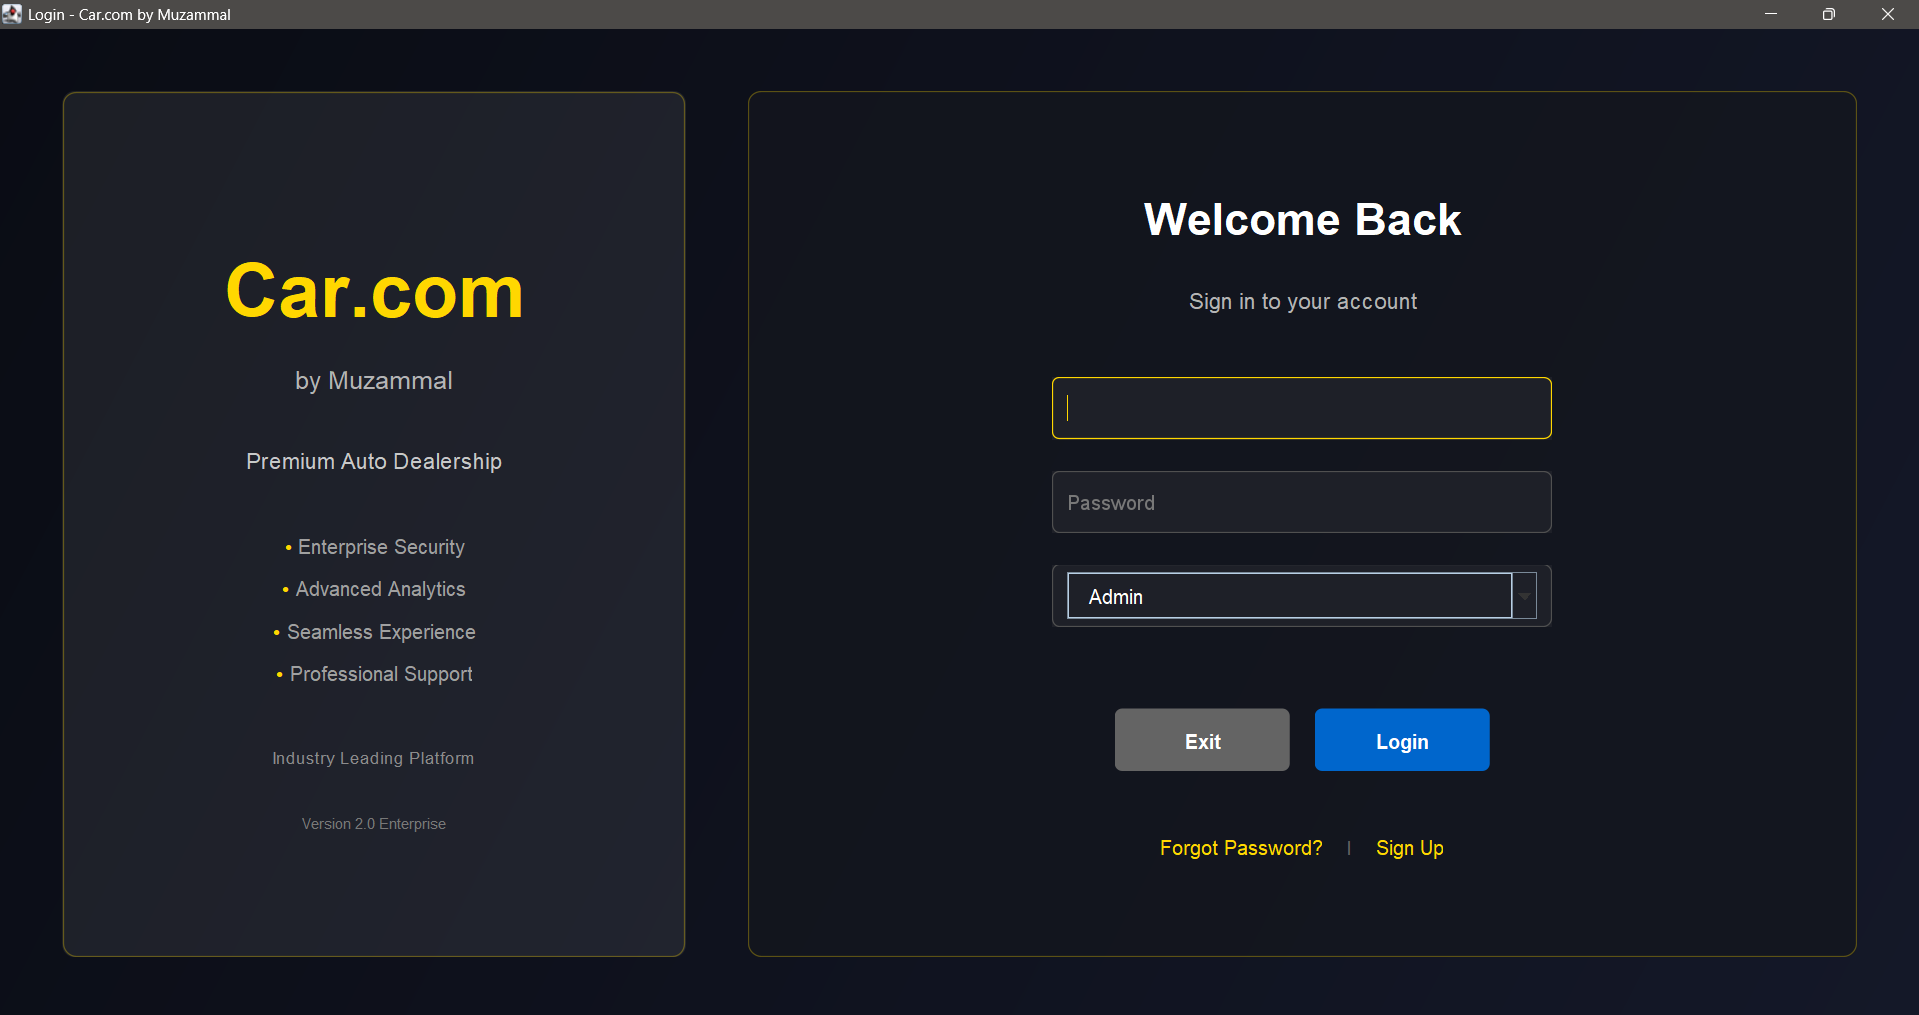 Login - Car.com by Muzammal
Car.com
by Muzammal
Premium Auto Dealership
• Enterprise Security
• Advanced Analytics
• Seamless Experience
• Professional Support
Industry Leading Platform
Version 2.0 Enterprise
Welcome Back
Sign in to your account
Password
Admin
Exit
Login
Forgot Password? | Sign Up